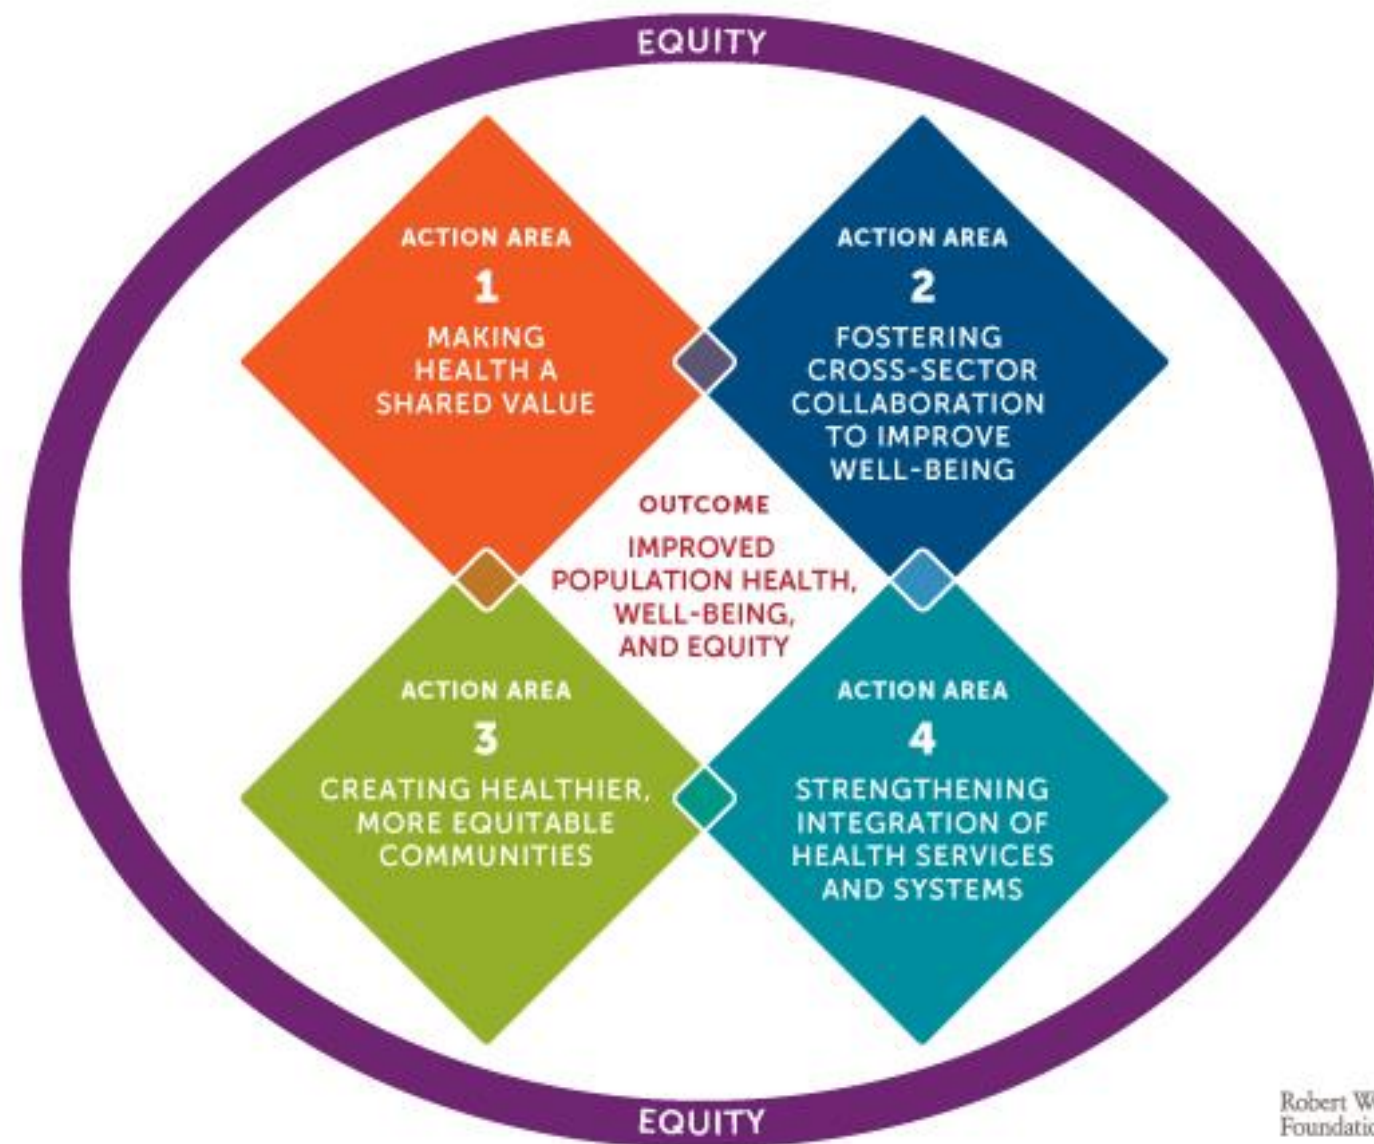 EQUITY
ACTION AREA
1
MAKING
HEALTH A
SHARED VALUE
ACTION AREA
2
FOSTERING
CROSS-SECTOR
COLLABORATION
TO IMPROVE
WELL-BEING
OUTCOME
IMPROVED
POPULATION HEALTH,
WELL-BEING,
AND EQUITY
ACTION AREA
3
CREATING HEALTHIER,
MORE EQUITABLE
COMMUNITIES
ACTION AREA
4
STRENGTHENING
INTEGRATION OF
HEALTH SERVICES
AND SYSTEMS
EQUITY
Robert